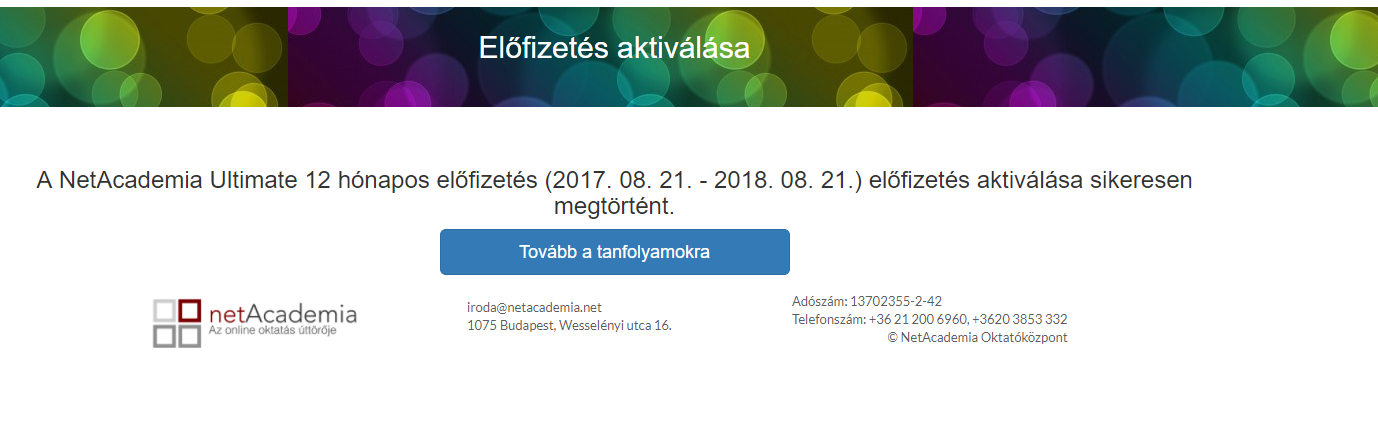 Előfizetés aktiválása
A NetAcademia Ultimate 12 hónapos előfizetés (2017. 08. 21. - 2018. 08. 21.) előfizetés aktiválása sikeresen
megtörtént.
Tovább a tanfolyamokra
netAcademia
Az online oktatás úttörője
iroda@netacademia.net
1075 Budapest, Wesselényi utca 16.
Adószám: 13702355-2-42
Telefonszám: +36 21 200 6960, +3620 3853 332
© NetAcademia Oktatóközpont